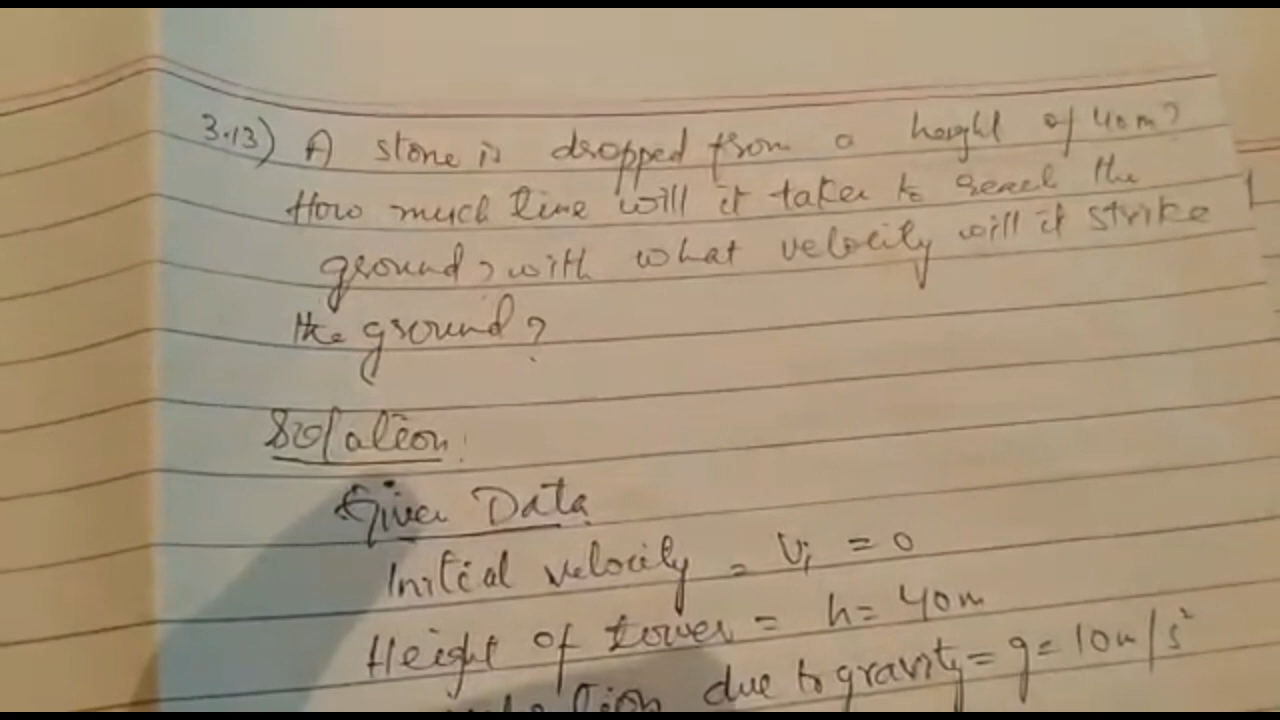 3.13) A stone is dropped from a height of 40m?
How much time will it taken to reach the
ground, with what velocity will it strike
the ground?
Solution:
Given Data
Initial velocity = Vi = 0
Height of tower = h = 40m
due to gravity = g = 10m/s²